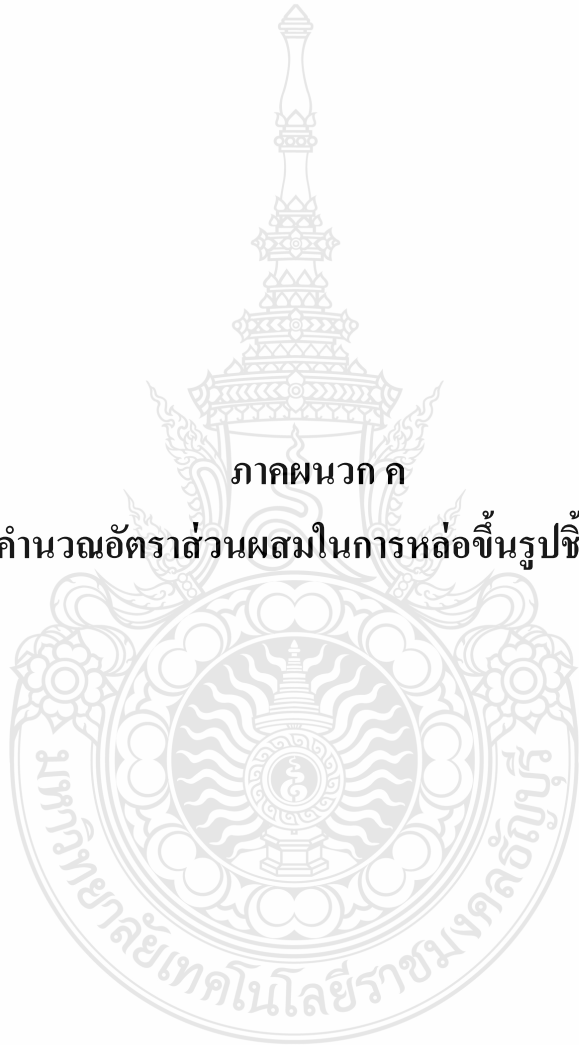 ภาคผนวก ค
คำนวณอัตราส่วนผสมในการหล่อขึ้นรูปชิ้
มหาวิทยาลัยเทคโนโลยีราชมงคลธัญบุรี